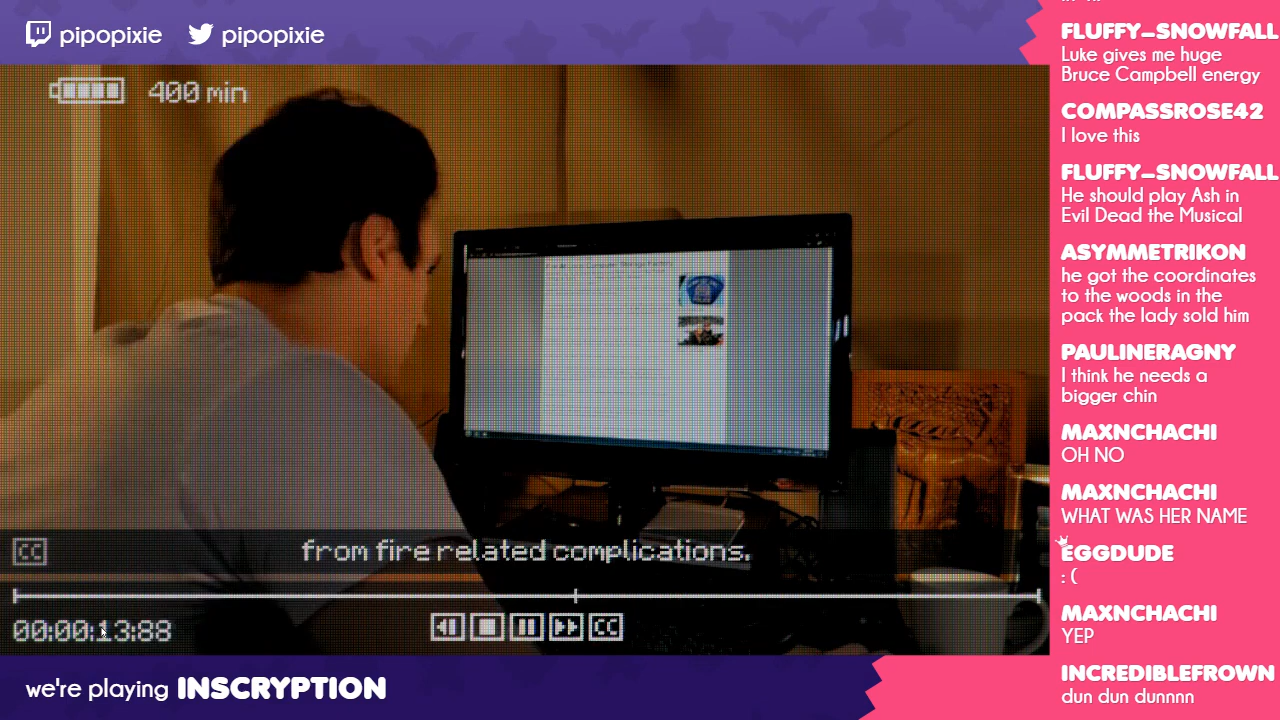 pipopixie pipopixie
400 min
from fire related complications.
CC
00:00:13:88
CC
we're playing INSCRYPTION
FLUFFY-SNOWFALL
Luke gives me huge
Bruce Campbell energy
COMPASSROSE42
I love this
FLUFFY-SNOWFALL
He should play Ash in
Evil Dead the Musical
ASYMMETRIKON
he got the coordinates
to the woods in the
pack the lady sold him
PAULINERAGNY
I think he needs a
bigger chin
MAXNCHACHI
OH NO
MAXNCHACHI
WHAT WAS HER NAME
EGGDUDE
: (
MAXNCHACHI
YEP
INCREDIBLEFROWN
dun dun dunnnn